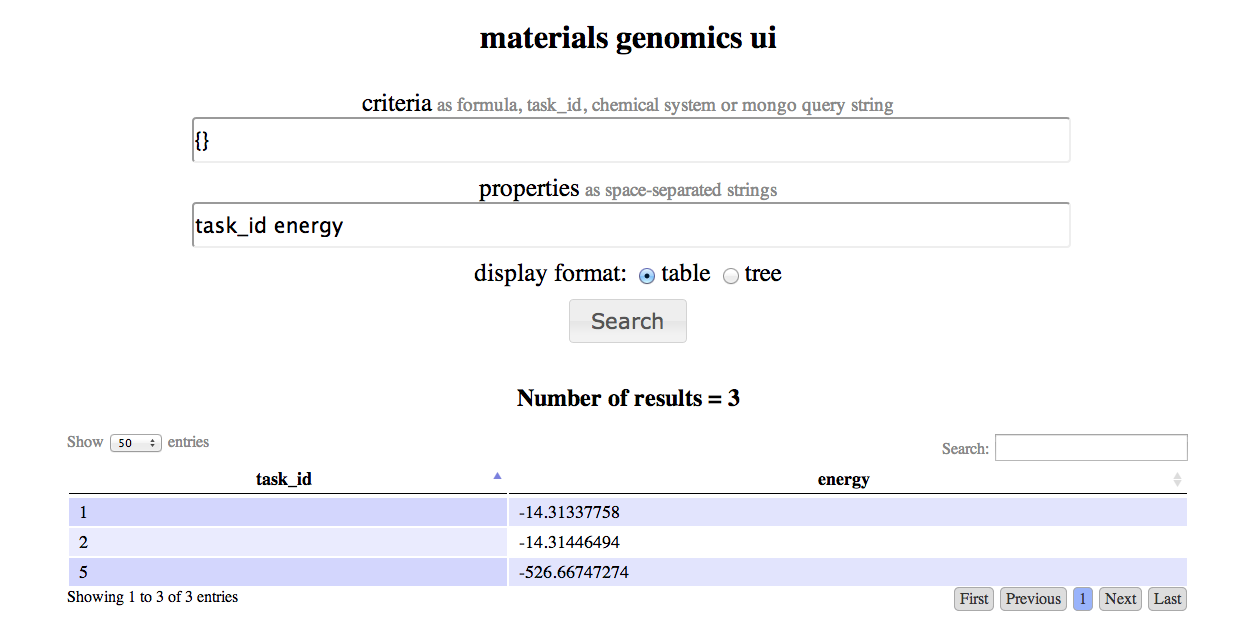 materials genomics ui
criteria as formula, task_id, chemical system or mongo query string
{}
properties as space-separated strings
task_id energy
display format: table tree
Search
Number of results = 3
Show 50 entries
Search:
task_id energy
1 -14.31337758
2 -14.31446494
5 -526.66747274
Showing 1 to 3 of 3 entries
First Previous 1 Next Last